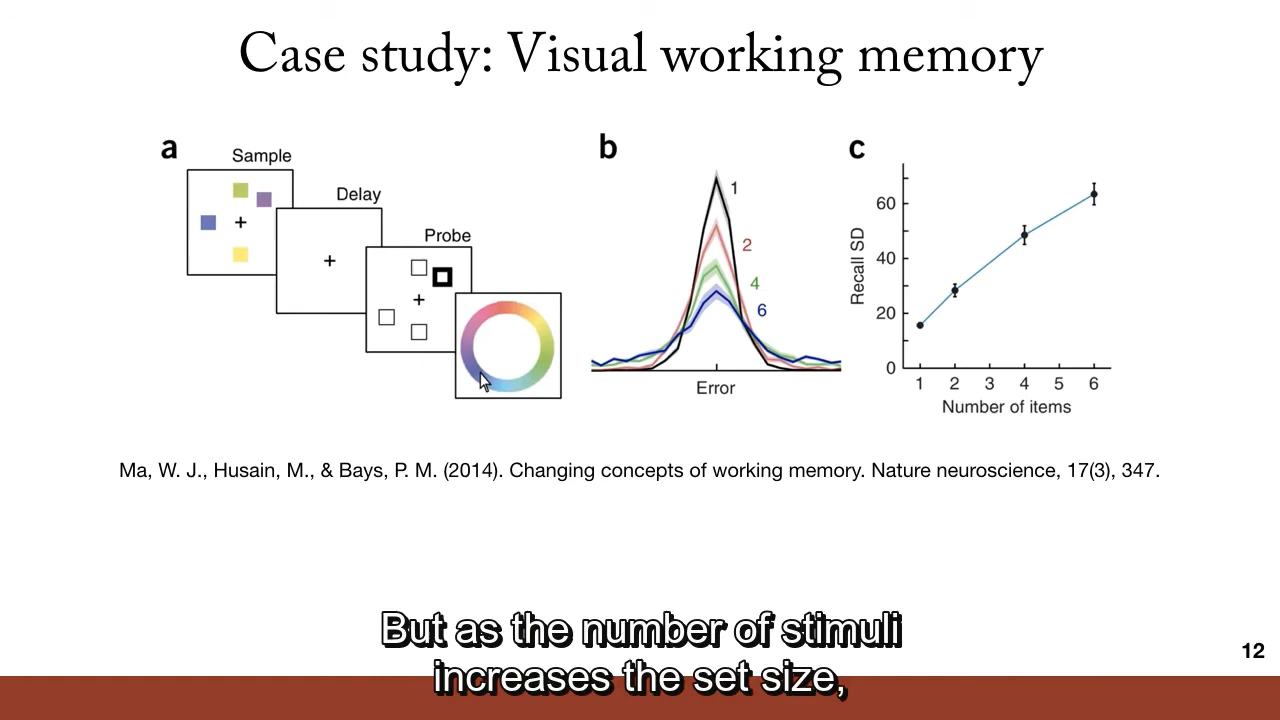 Case study: Visual working memory
a
Sample
Delay
Probe
b
1
2
4
6
Error
c
Recall SD
60
40
20
0
1 2 3 4 5 6
Number of items
Ma, W. J., Husain, M., & Bays, P. M. (2014). Changing concepts of working memory. Nature neuroscience, 17(3), 347.
But as the number of stimuli
increases the set size,
12